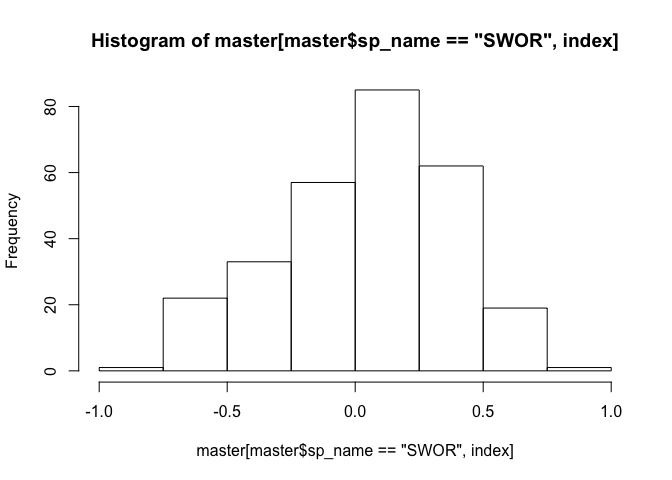 Histogram of master[master$sp_name == "SWOR", index]
Frequency
80
60
40
20
0
-1.0 -0.5 0.0 0.5 1.0
master[master$sp_name == "SWOR", index]